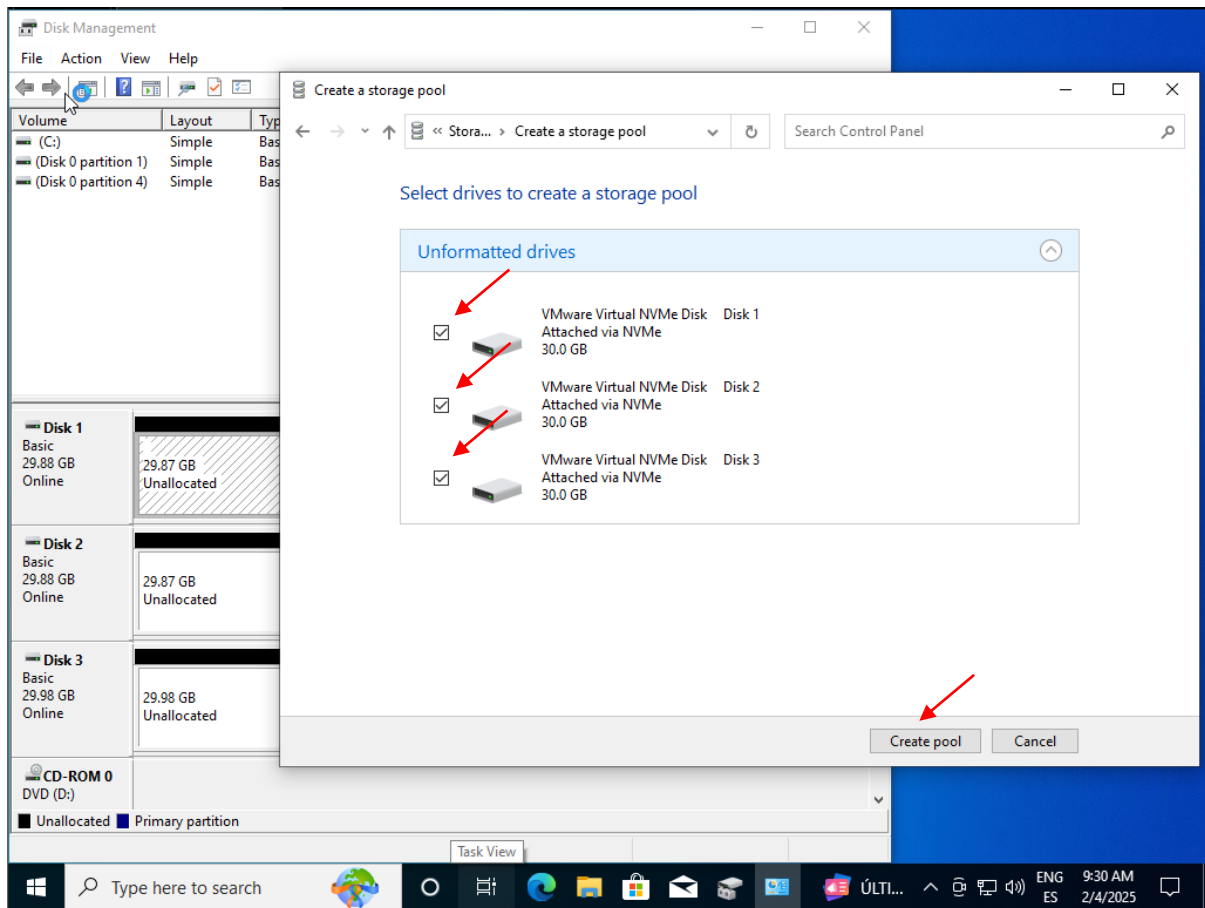 Disk Management
File Action View Help
Volume Layout Typ
(C:) Simple Bas
(Disk 0 partition 1) Simple Bas
(Disk 0 partition 4) Simple Bas
Disk 1
Basic
29.88 GB
Online
29.87 GB
Unallocated
Disk 2
Basic
29.88 GB
Online
29.87 GB
Unallocated
Disk 3
Basic
29.98 GB
Online
29.98 GB
Unallocated
CD-ROM 0
DVD (D:)
Unallocated Primary partition
Create a storage pool
« Stora... › Create a storage pool
Search Control Panel
Select drives to create a storage pool
Unformatted drives
VMware Virtual NVMe Disk Disk 1
Attached via NVMe
30.0 GB
VMware Virtual NVMe Disk Disk 2
Attached via NVMe
30.0 GB
VMware Virtual NVMe Disk Disk 3
Attached via NVMe
30.0 GB
Create pool Cancel
Task View
Type here to search
ÚLTI...
ENG
ES
9:30 AM
2/4/2025